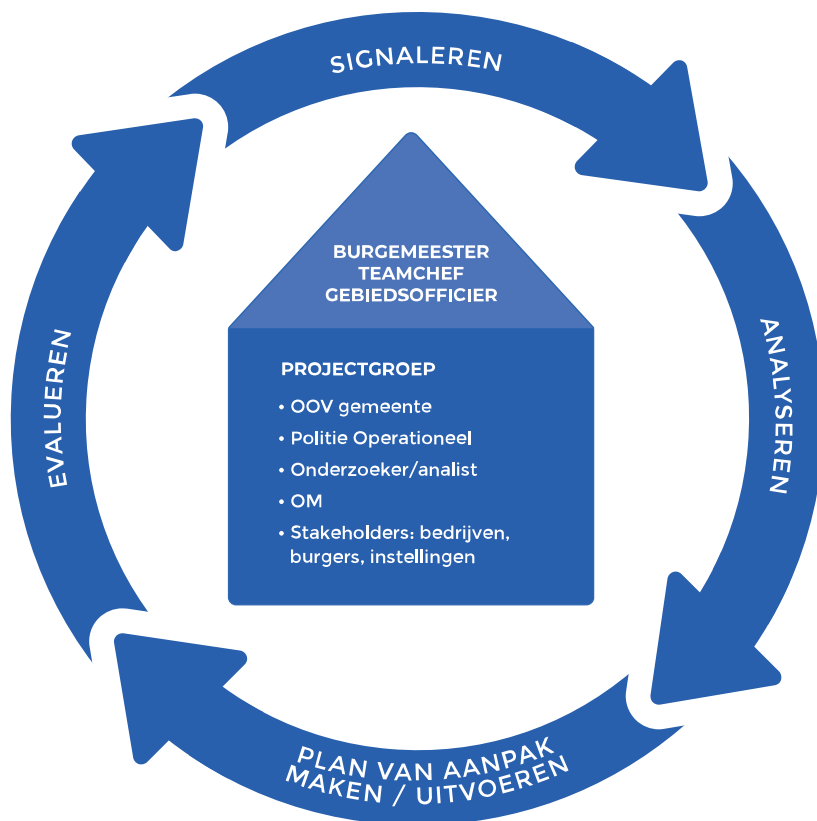 SIGNALEREN
ANALYSEREN
PLAN VAN AANPAK
MAKEN / UITVOEREN
EVALUEREN
BURGEMEESTER
TEAMCHEF
GEBIEDSOFFICIER
PROJECTGROEP
• OOV gemeente
• Politie Operationeel
• Onderzoeker/analist
• OM
• Stakeholders: bedrijven,
burgers, instellingen